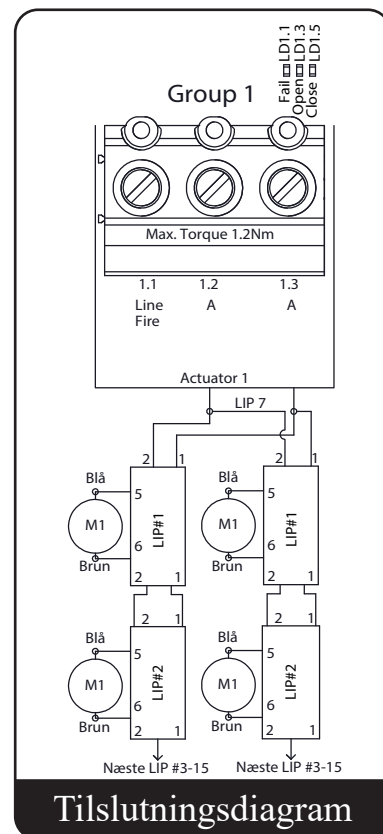 Fail LD1.1
Open LD1.3
Close LD1.5
Group 1
Max. Torque 1.2Nm
1.1 1.2 1.3
Line A A
Fire
Actuator 1
LIP 7
2 1 2 1
Blå 5 Blå 5
M1 LIP#1 M1 LIP#1
6 6
Brun 2 1 Brun 2 1
2 1 2 1
Blå 5 Blå 5
M1 LIP#2 M1 LIP#2
6 6
Brun 2 1 Brun 2 1
Næste LIP #3-15 Næste LIP #3-15
Tilslutningsdiagram